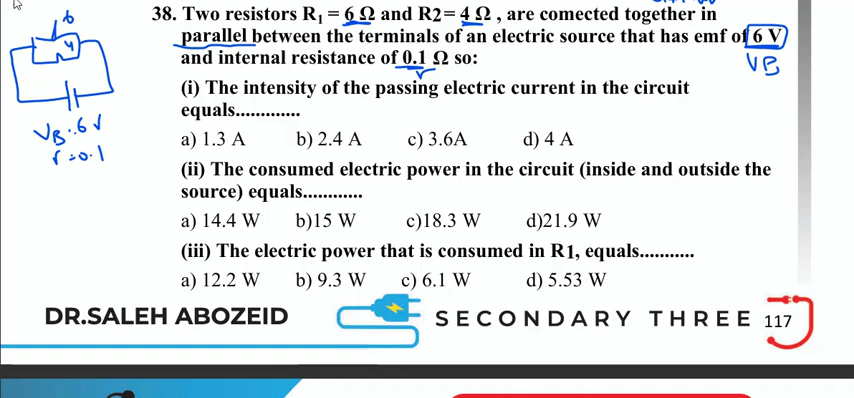 38. Two resistors R₁ = 6 Ω and R2= 4 Ω , are comected together in
parallel between the terminals of an electric source that has emf of 6 V
and internal resistance of 0.1 Ω so:
(i) The intensity of the passing electric current in the circuit
equals.............
a) 1.3 A b) 2.4 A c) 3.6A d) 4 A
(ii) The consumed electric power in the circuit (inside and outside the
source) equals............
a) 14.4 W b)15 W c)18.3 W d)21.9 W
(iii) The electric power that is consumed in R1, equals...........
a) 12.2 W b) 9.3 W c) 6.1 W d) 5.53 W
6
4
VB
r
VB:6V
r=0.1
DR.SALEH ABOZEID
SECONDARY THREE 117